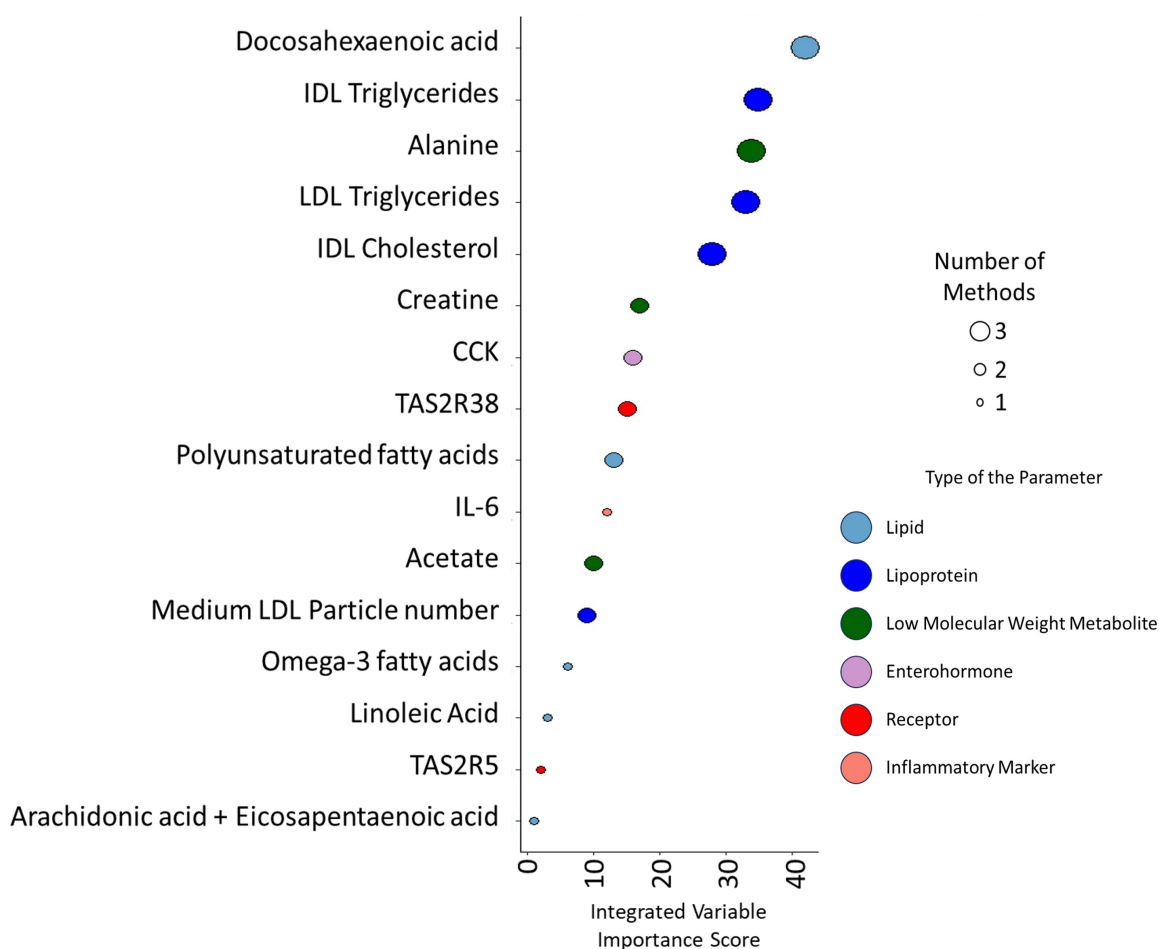 Docosahexaenoic acid
IDL Triglycerides
Alanine
LDL Triglycerides
IDL Cholesterol
Creatine
CCK
TAS2R38
Polyunsaturated fatty acids
IL-6
Acetate
Medium LDL Particle number
Omega-3 fatty acids
Linoleic Acid
TAS2R5
Arachidonic acid + Eicosapentaenoic acid
0 10 20 30 40
Integrated Variable
Importance Score
Number of
Methods
3
2
1
Type of the Parameter
Lipid
Lipoprotein
Low Molecular Weight Metabolite
Enterohormone
Receptor
Inflammatory Marker